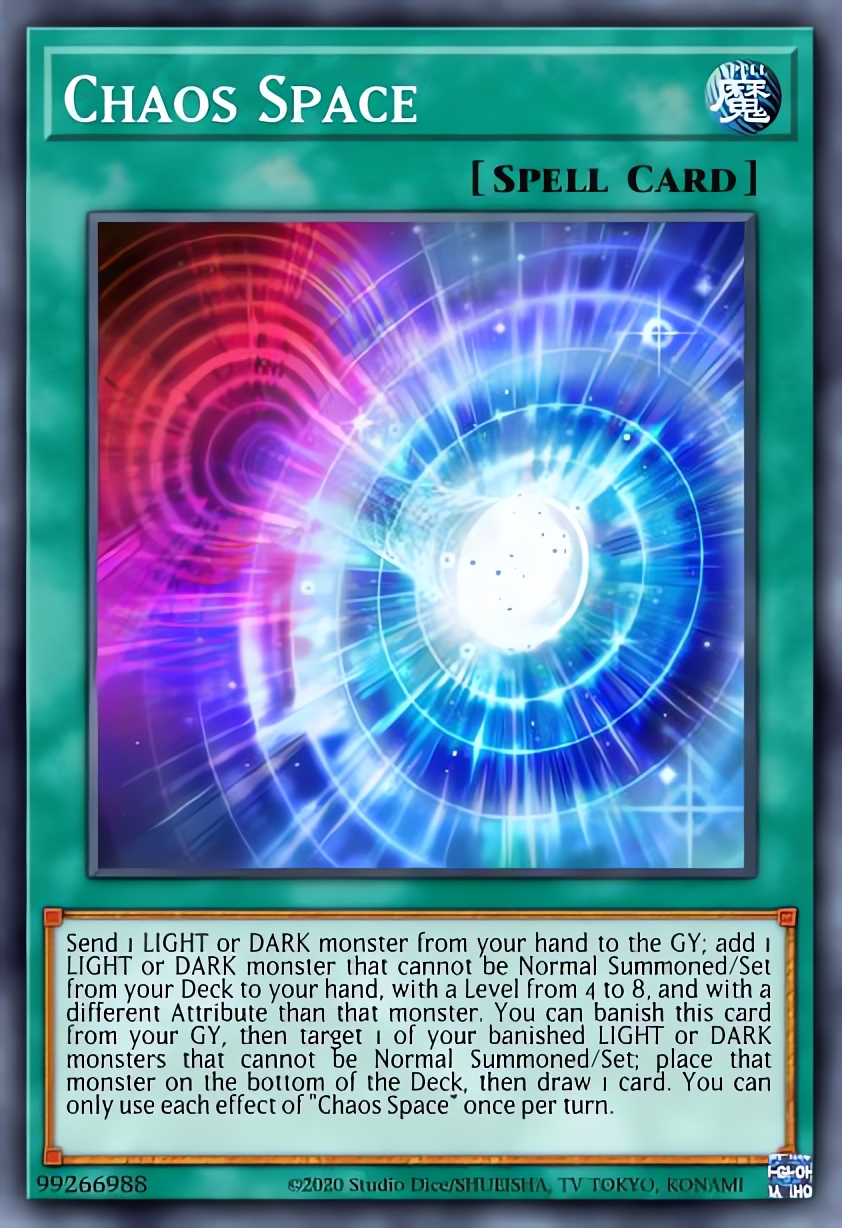 CHAOS SPACE
魔
[SPELL CARD]
Send 1 LIGHT or DARK monster from your hand to the GY; add 1
LIGHT or DARK monster that cannot be Normal Summoned/Set
from your Deck to your hand, with a Level from 4 to 8, and with a
different Attribute than that monster. You can banish this card
from your GY, then target 1 of your banished LIGHT or DARK
monsters that cannot be Normal Summoned/Set; place that
monster on the bottom of the Deck, then draw 1 card. You can
only use each effect of "Chaos Space" once per turn.
99266988
©2020 Studio Dice/SHUEISHA, TV TOKYO, KONAMI